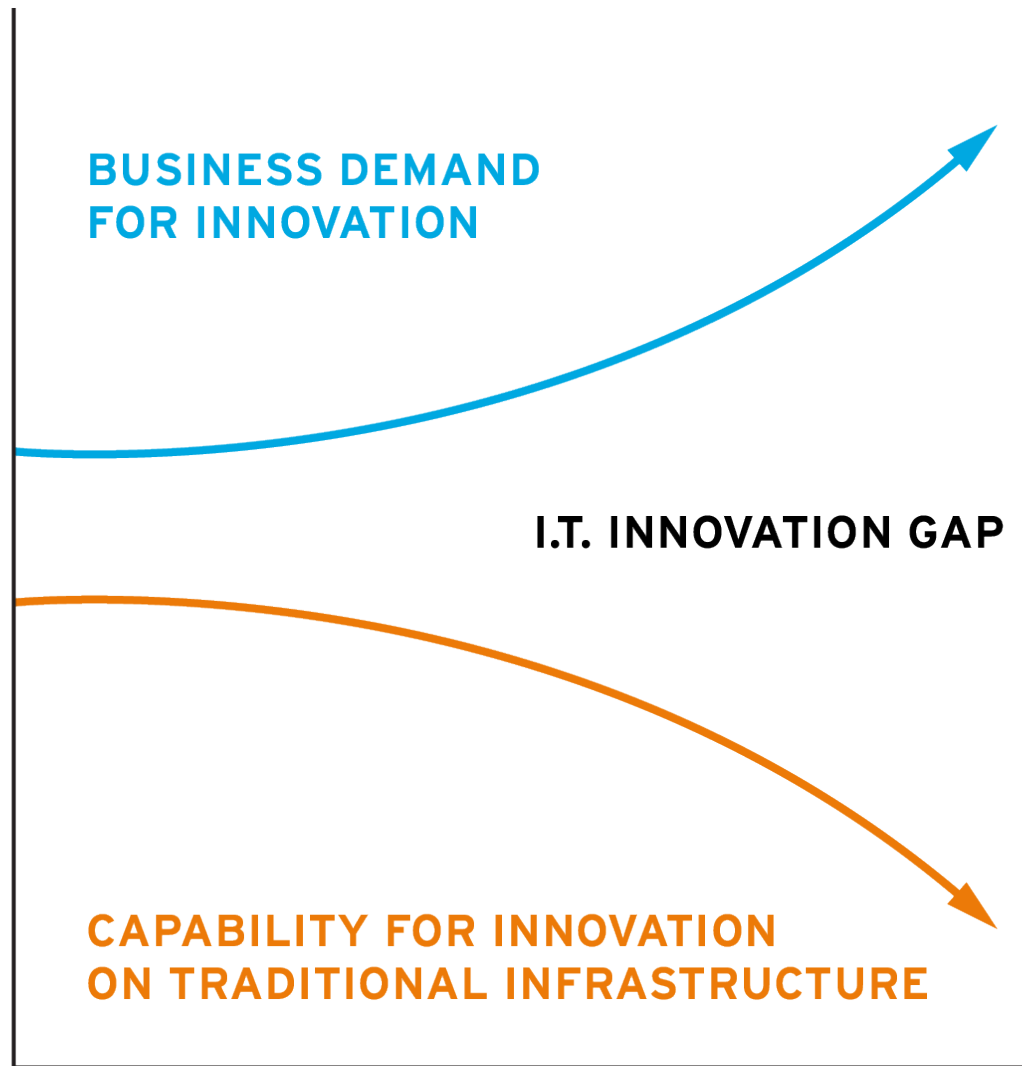 BUSINESS DEMAND
FOR INNOVATION
I.T. INNOVATION GAP
CAPABILITY FOR INNOVATION
ON TRADITIONAL INFRASTRUCTURE